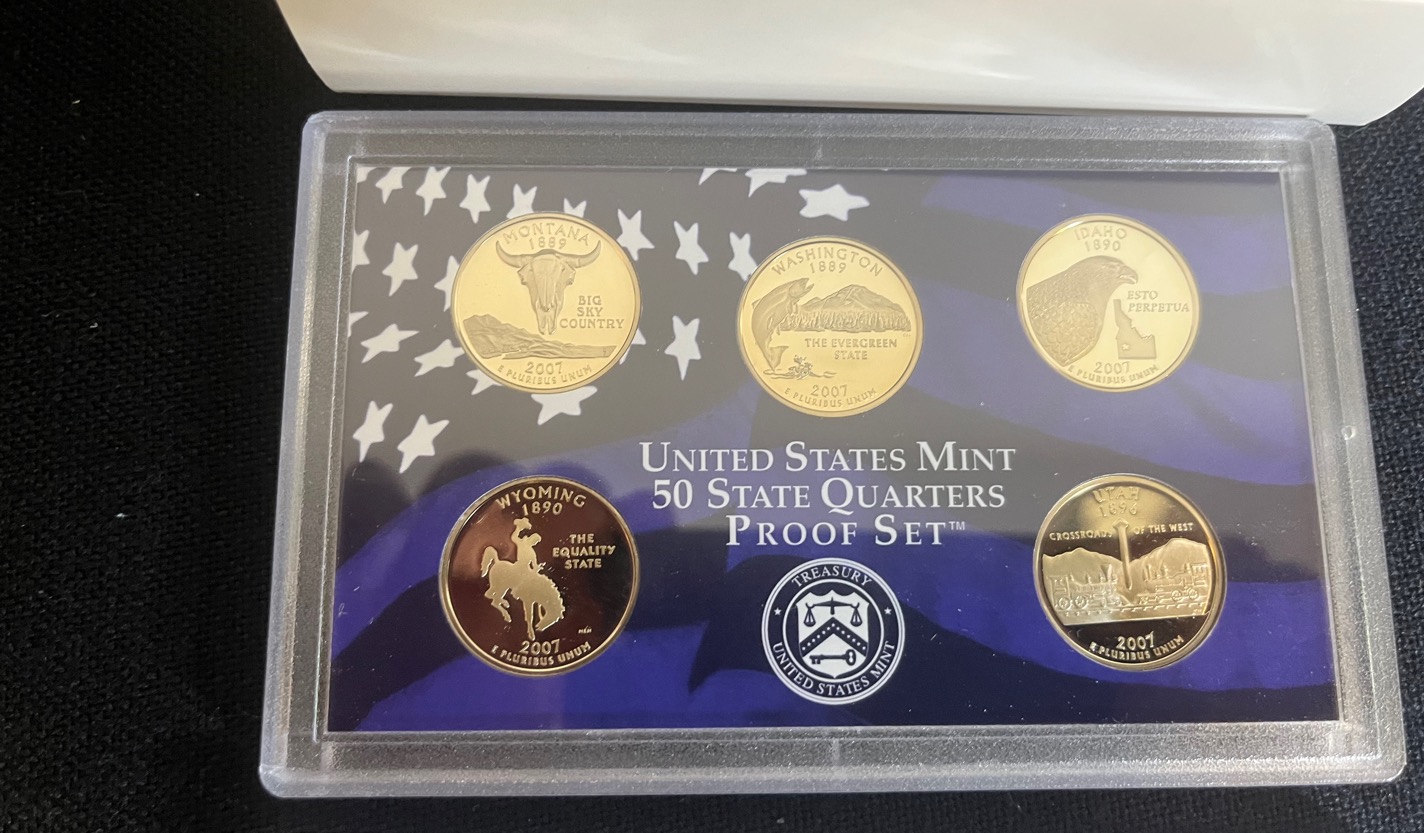 MONTANA
1889
BIG
SKY
COUNTRY
2007
E PLURIBUS UNUM
WASHINGTON
1889
THE EVERGREEN
STATE
2007
E PLURIBUS UNUM
IDAHO
1890
ESTO
PERPETUA
2007
E PLURIBUS UNUM
UNITED STATES MINT
50 STATE QUARTERS
PROOF SET™
WYOMING
1890
THE
EQUALITY
STATE
2007
E PLURIBUS UNUM
TREASURY
UNITED STATES MINT
UTAH
1896
CROSSROADS OF THE WEST
2007
E PLURIBUS UNUM